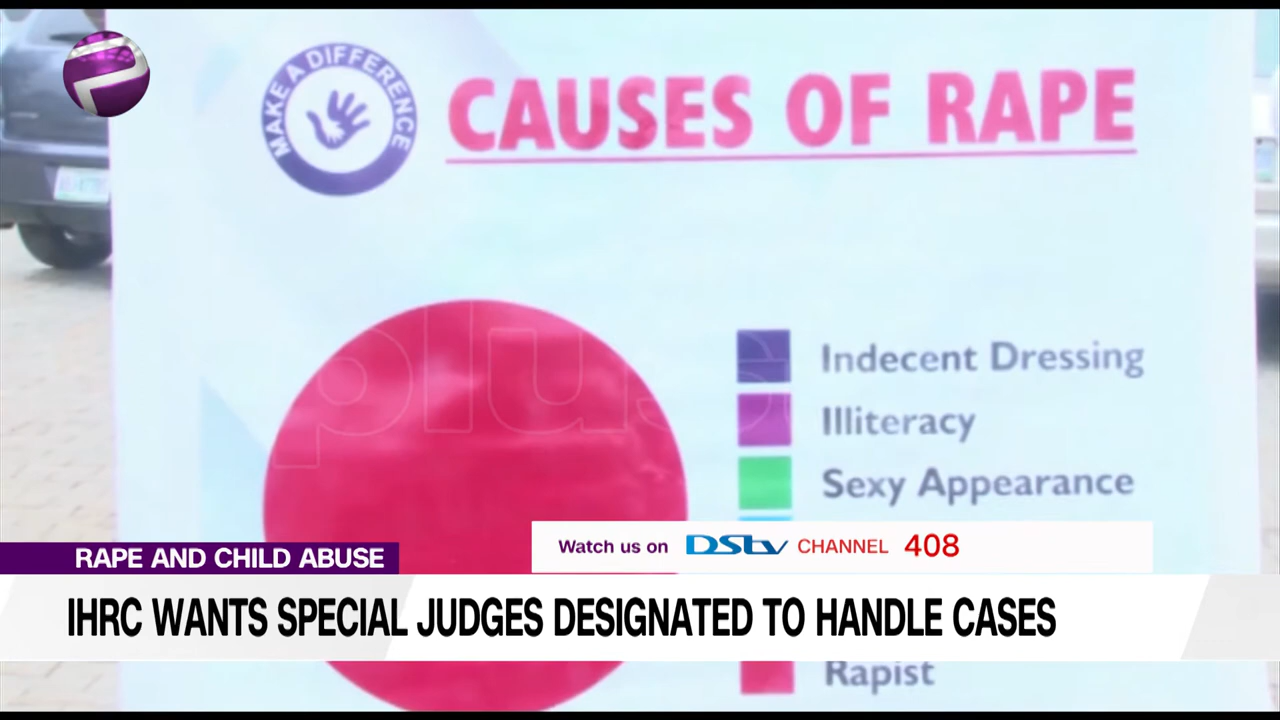 MAKE A DIFFERENCE
CAUSES OF RAPE
Indecent Dressing
Illiteracy
Sexy Appearance
plus
Watch us on DStv CHANNEL 408
RAPE AND CHILD ABUSE
IHRC WANTS SPECIAL JUDGES DESIGNATED TO HANDLE CASES
Rapist